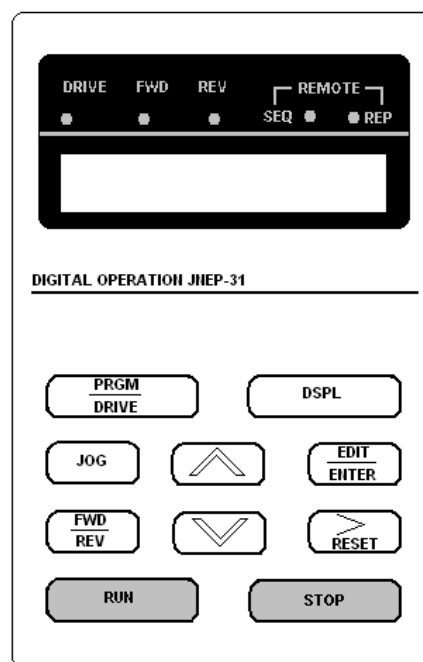 DRIVE FWD REV REMOTE
SEQ REP
DIGITAL OPERATION JNEP-31
PRGM
DRIVE
DSPL
JOG
EDIT
ENTER
FWD
REV
RESET
RUN
STOP